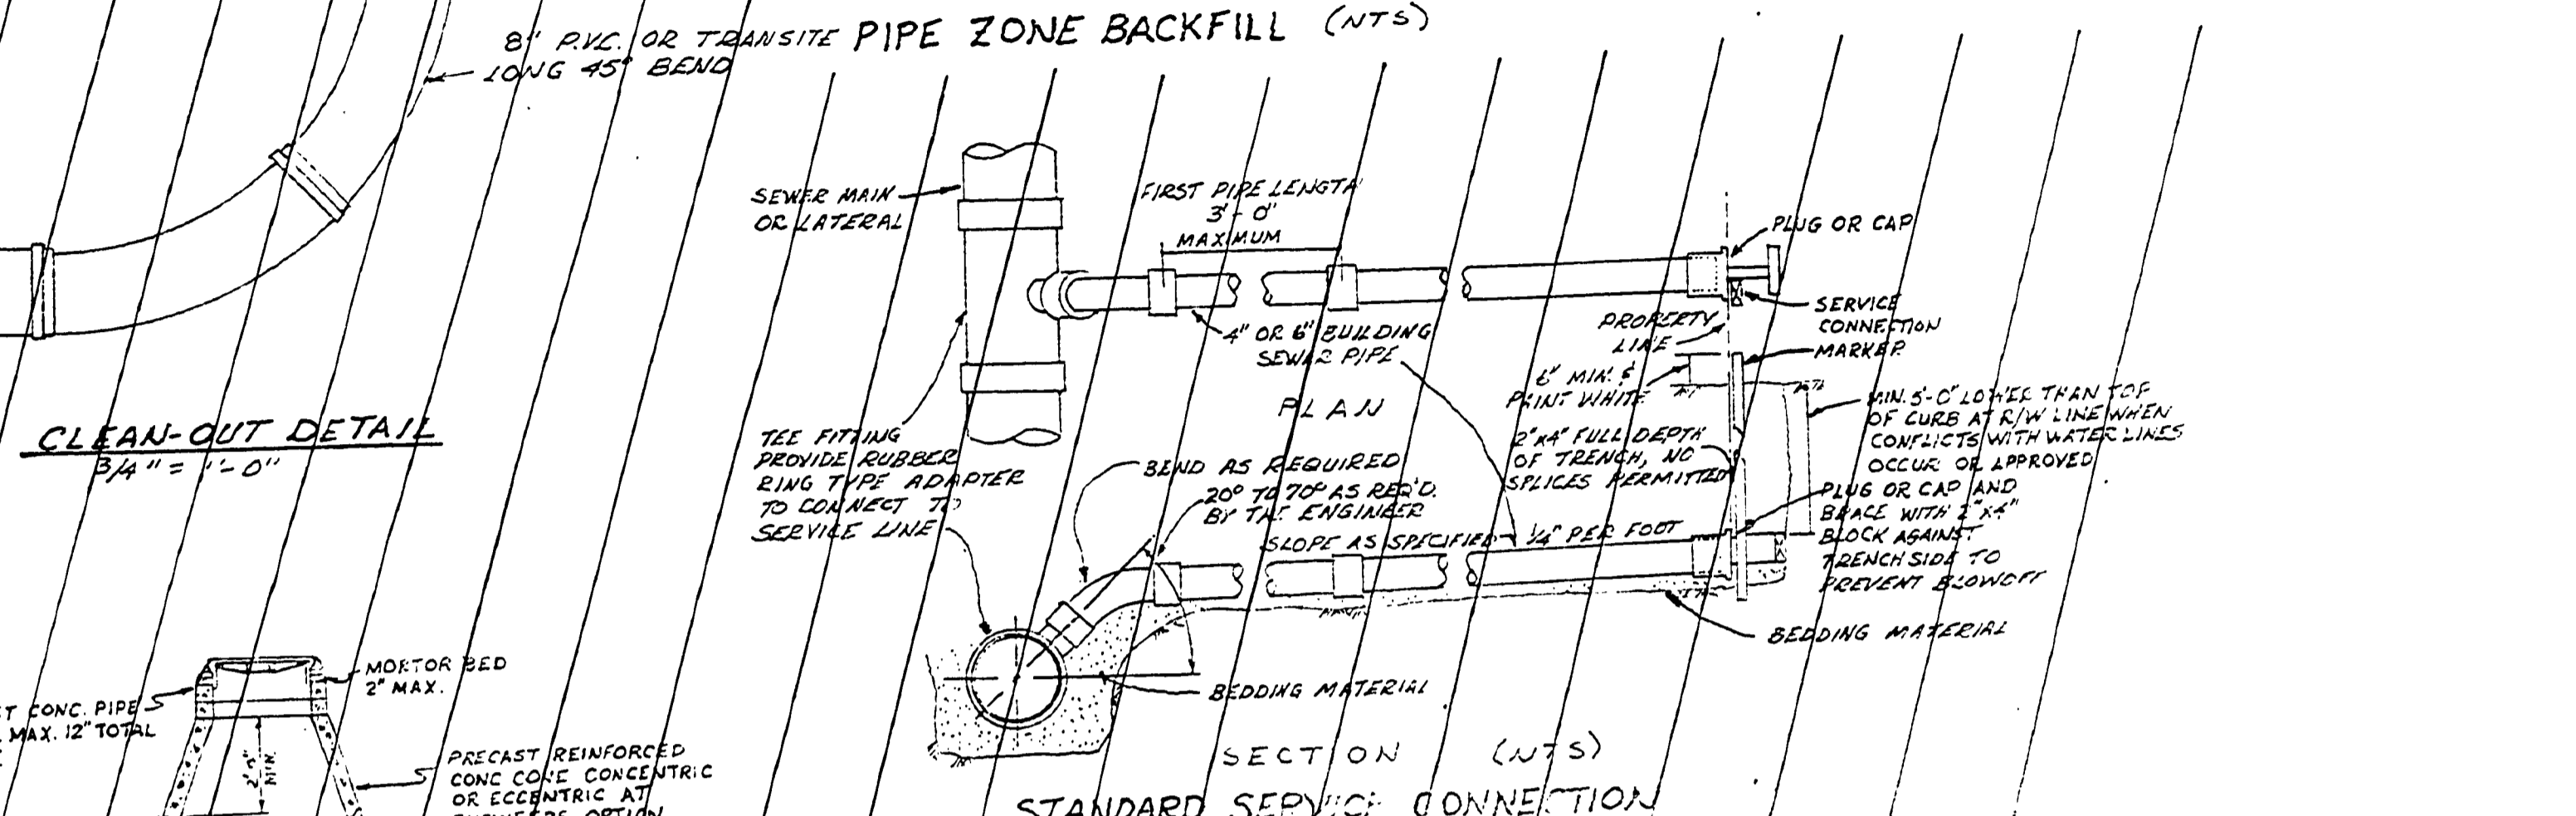 8" P.V.C. OR TRANSITE
LONG 45° BEND
PIPE ZONE BACKFILL (NTS)
CLEAN-OUT DETAIL
3/4" = 1'-0"
SEWER MAIN
OR LATERAL
FIRST PIPE LENGTH
3'-0"
MAXIMUM
PLUG OR CAP
SERVICE
CONNECTION
MARKER
PROPERTY
LINE
4" OR 6" BUILDING
SEWER PIPE
6" MIN. &
PAINT WHITE
PLAN
MIN. 5'-0" LOWER THAN TOP
OF CURB AT R/W LINE WHEN
CONFLICTS WITH WATER LINES
OCCUR OR APPROVED
TEE FITTING
PROVIDE RUBBER
RING TYPE ADAPTER
TO CONNECT TO
SERVICE LINE
BEND AS REQUIRED
20° TO 70° AS REQ'D.
BY THE ENGINEER
2"x4" FULL DEPTH
OF TRENCH, NO
SPLICES PERMITTED
SLOPE AS SPECIFIED - 1/4" PER FOOT
PLUG OR CAP AND
BRACE WITH 2"x4"
BLOCK AGAINST
TRENCH SIDE TO
PREVENT BLOWOFF
BEDDING MATERIAL
BEDDING MATERIAL
SECTION (NTS)
STANDARD SERVICE CONNECTION
MORTOR BED
2" MAX.
CONC. PIPE
MAX. 12" TOTAL
MIN.
PRECAST REINFORCED
CONC CONE CONCENTRIC
OR ECCENTRIC AT
ENGINEERS OPTION